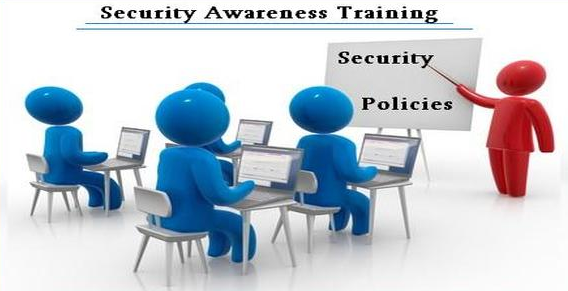 Security Awareness Training
Security
Policies